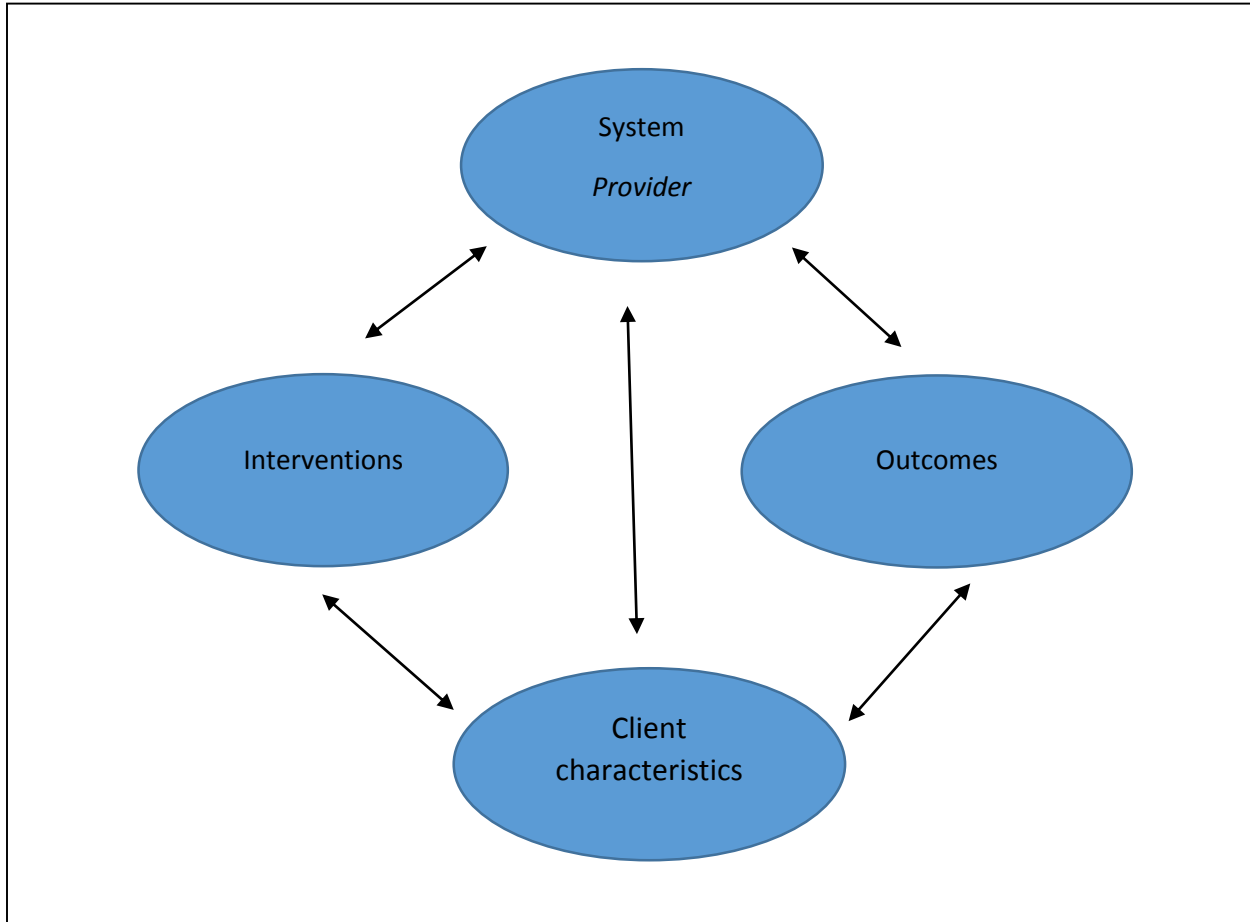 System
Provider
Interventions
Outcomes
Client
characteristics